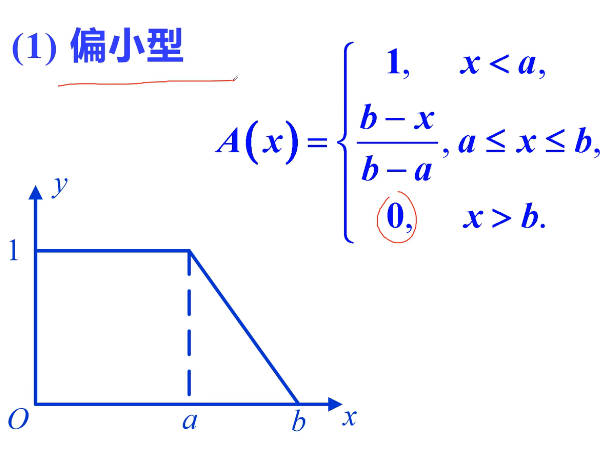 (1) 偏小型
1, x < a,
A(x) = { (b − x)/(b − a), a ≤ x ≤ b,
0, x > b.
y
1
O a b x